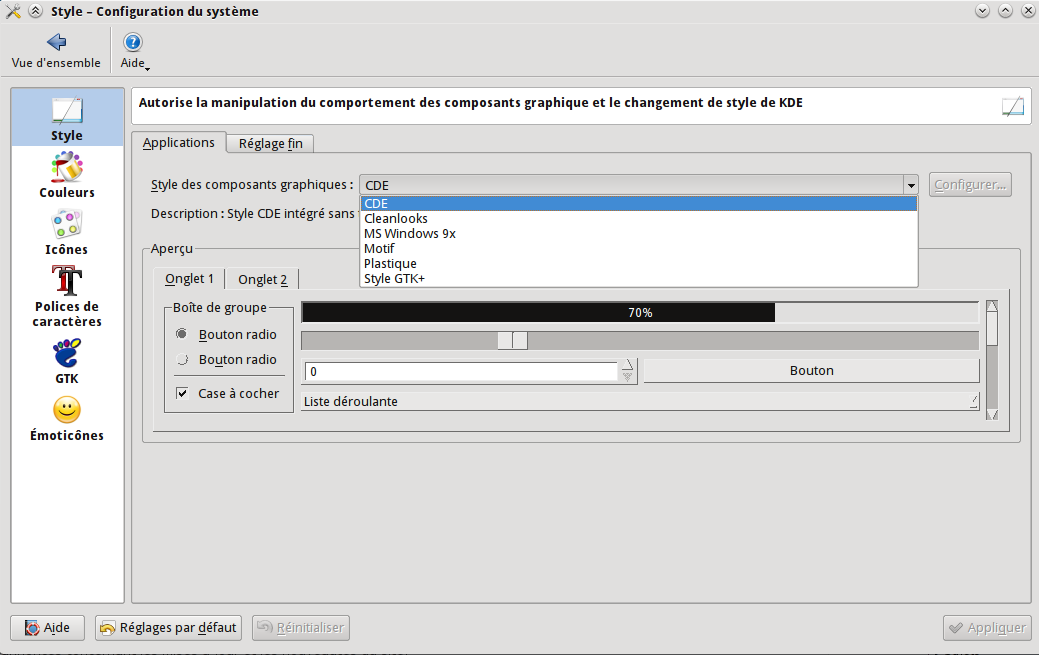 Style – Configuration du système
Vue d'ensemble
Aide
Style
Couleurs
Icônes
Polices de
caractères
GTK
Émoticônes
Autorise la manipulation du comportement des composants graphique et le changement de style de KDE
Applications
Réglage fin
Style des composants graphiques : CDE
Configurer...
Description : Style CDE intégré sans
CDE
Cleanlooks
MS Windows 9x
Motif
Plastique
Style GTK+
Aperçu
Onglet 1
Onglet 2
Boîte de groupe
Bouton radio
Bouton radio
Case à cocher
70%
0
Bouton
Liste déroulante
Aide
Réglages par défaut
Réinitialiser
Appliquer